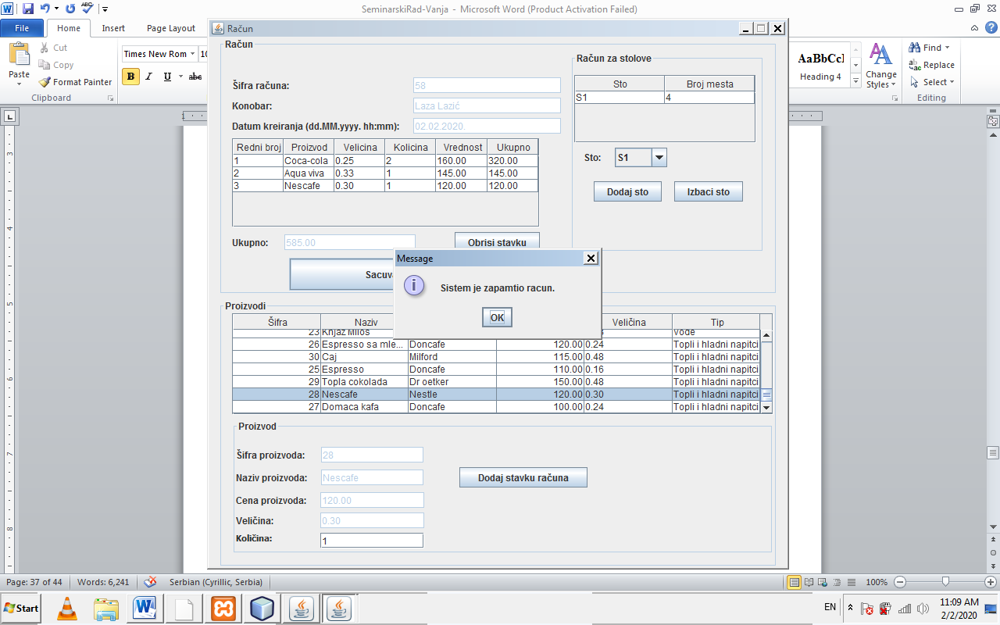 SeminarskiRad-Vanja - Microsoft Word (Product Activation Failed)
File Home Insert Page Layout
Paste
Cut
Copy
Format Painter
Clipboard
Times New Rom 10
B I U abc
AaBbCcI
Heading 4
Change Styles
Find
Replace
Select
Editing
Račun
Račun
Šifra računa: 58
Konobar: Laza Lazić
Datum kreiranja (dd.MM.yyyy. hh:mm): 02.02.2020.
Redni broj Proizvod Velicina Kolicina Vrednost Ukupno
1 Coca-cola 0.25 2 160.00 320.00
2 Aqua viva 0.33 1 145.00 145.00
3 Nescafe 0.30 1 120.00 120.00
Ukupno: 585.00
Obrisi stavku
Sacuva
Račun za stolove
Sto Broj mesta
S1 4
Sto: S1
Dodaj sto Izbaci sto
Message
Sistem je zapamtio racun.
OK
Proizvodi
Šifra Naziv Veličina Tip
23 Knjaz Milos Vode
26 Espresso sa mle... Doncafe 120.00 0.24 Topli i hladni napitci
30 Caj Milford 115.00 0.48 Topli i hladni napitci
25 Espresso Doncafe 110.00 0.16 Topli i hladni napitci
29 Topla cokolada Dr oetker 150.00 0.48 Topli i hladni napitci
28 Nescafe Nestle 120.00 0.30 Topli i hladni napitci
27 Domaca kafa Doncafe 100.00 0.24 Topli i hladni napitci
Proizvod
Šifra proizvoda: 28
Naziv proizvoda: Nescafe
Cena proizvoda: 120.00
Veličina: 0.30
Količina: 1
Dodaj stavku računa
Page: 37 of 44 Words: 6,241 Serbian (Cyrillic, Serbia) 100%
Start
EN
11:09 AM
2/2/2020